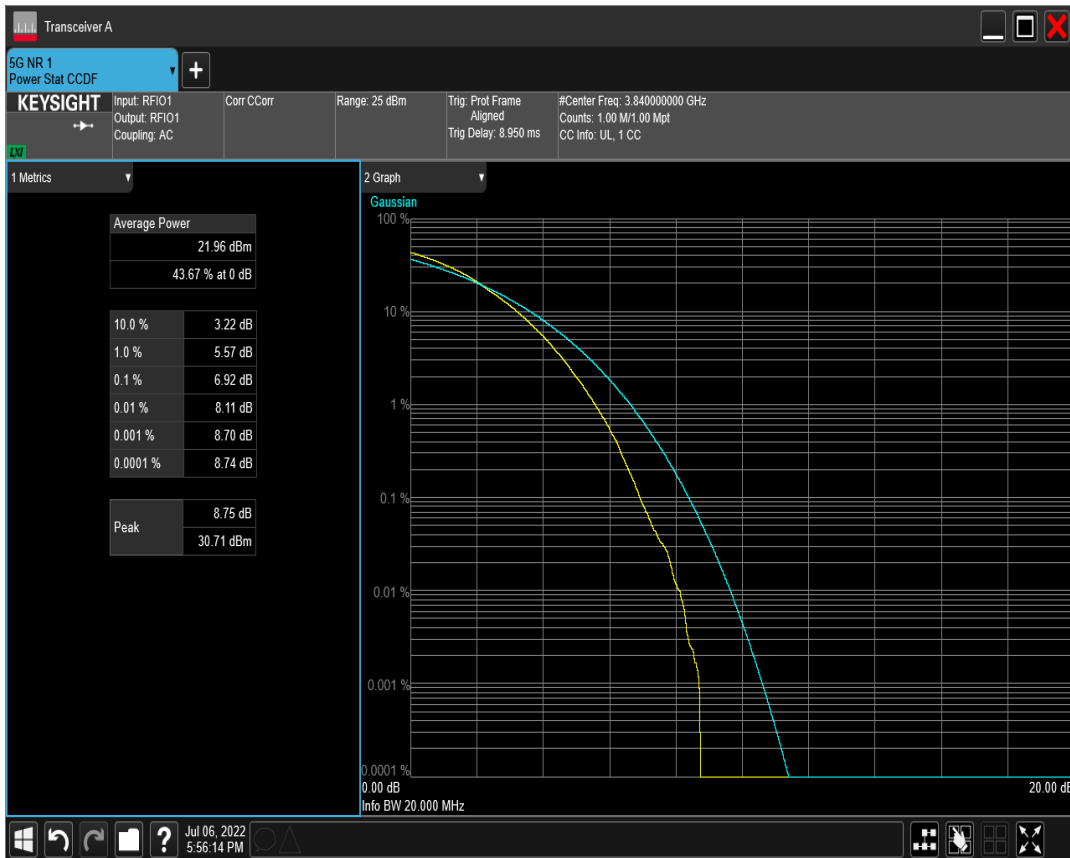 Transceiver A
5G NR 1
Power Stat CCDF
+
KEYSIGHT
LXI
Input: RFIO1
Output: RFIO1
Coupling: AC
Corr CCorr
Range: 25 dBm
Trig: Prot Frame
Aligned
Trig Delay: 8.950 ms
#Center Freq: 3.840000000 GHz
Counts: 1.00 M/1.00 Mpt
CC Info: UL, 1 CC
1 Metrics
Average Power
21.96 dBm
43.67 % at 0 dB
10.0 % 3.22 dB
1.0 % 5.57 dB
0.1 % 6.92 dB
0.01 % 8.11 dB
0.001 % 8.70 dB
0.0001 % 8.74 dB
Peak
8.75 dB
30.71 dBm
2 Graph
Gaussian
100 %
10 %
1 %
0.1 %
0.01 %
0.001 %
0.0001 %
0.00 dB 20.00 dB
Info BW 20.000 MHz
?
Jul 06, 2022
5:56:14 PM